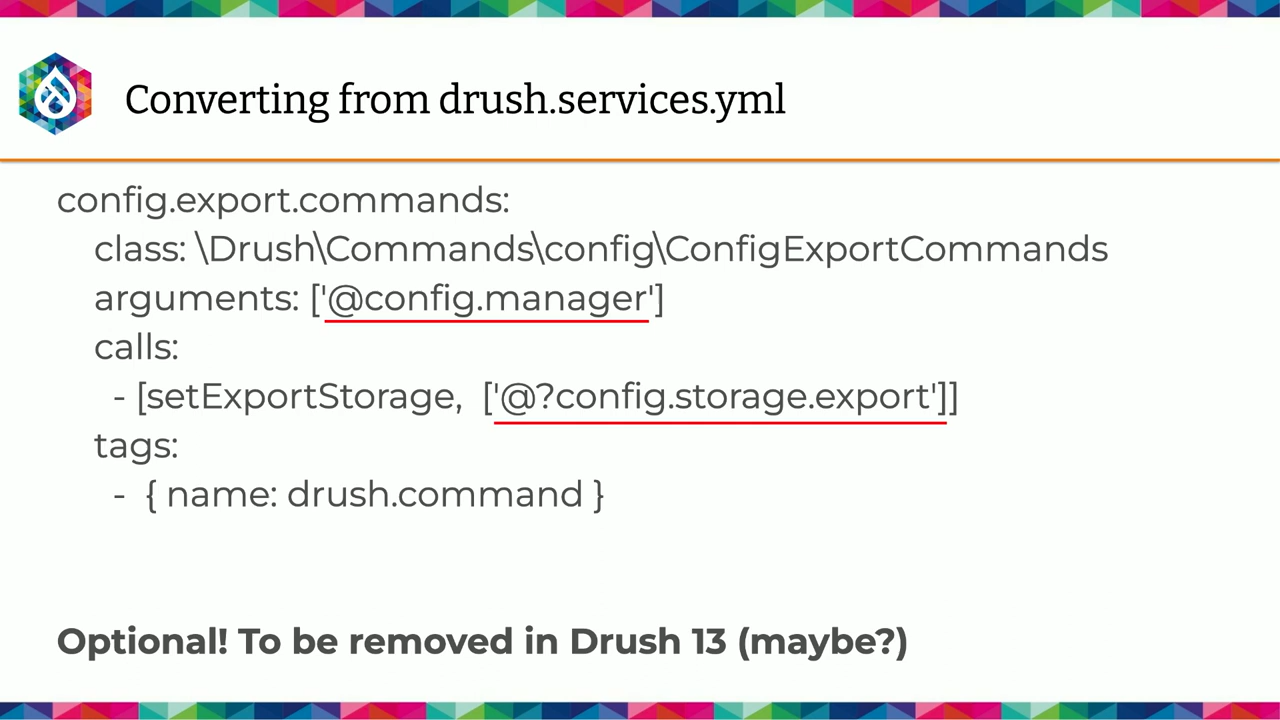 Converting from drush.services.yml
config.export.commands:
class: \Drush\Commands\config\ConfigExportCommands
arguments: ['@config.manager']
calls:
- [setExportStorage, ['@?config.storage.export']]
tags:
- { name: drush.command }
Optional! To be removed in Drush 13 (maybe?)